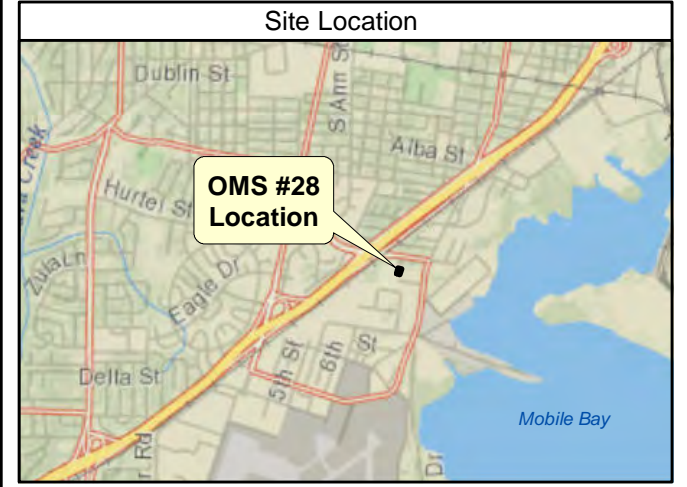 Site Location
Dublin St
S Ann St
Alba St
Creek
Hurtel St
OMS #28
Location
Zula Ln
Eagle Dr
5th St
6th St
Delta St
Mobile Bay
Rd
Dr